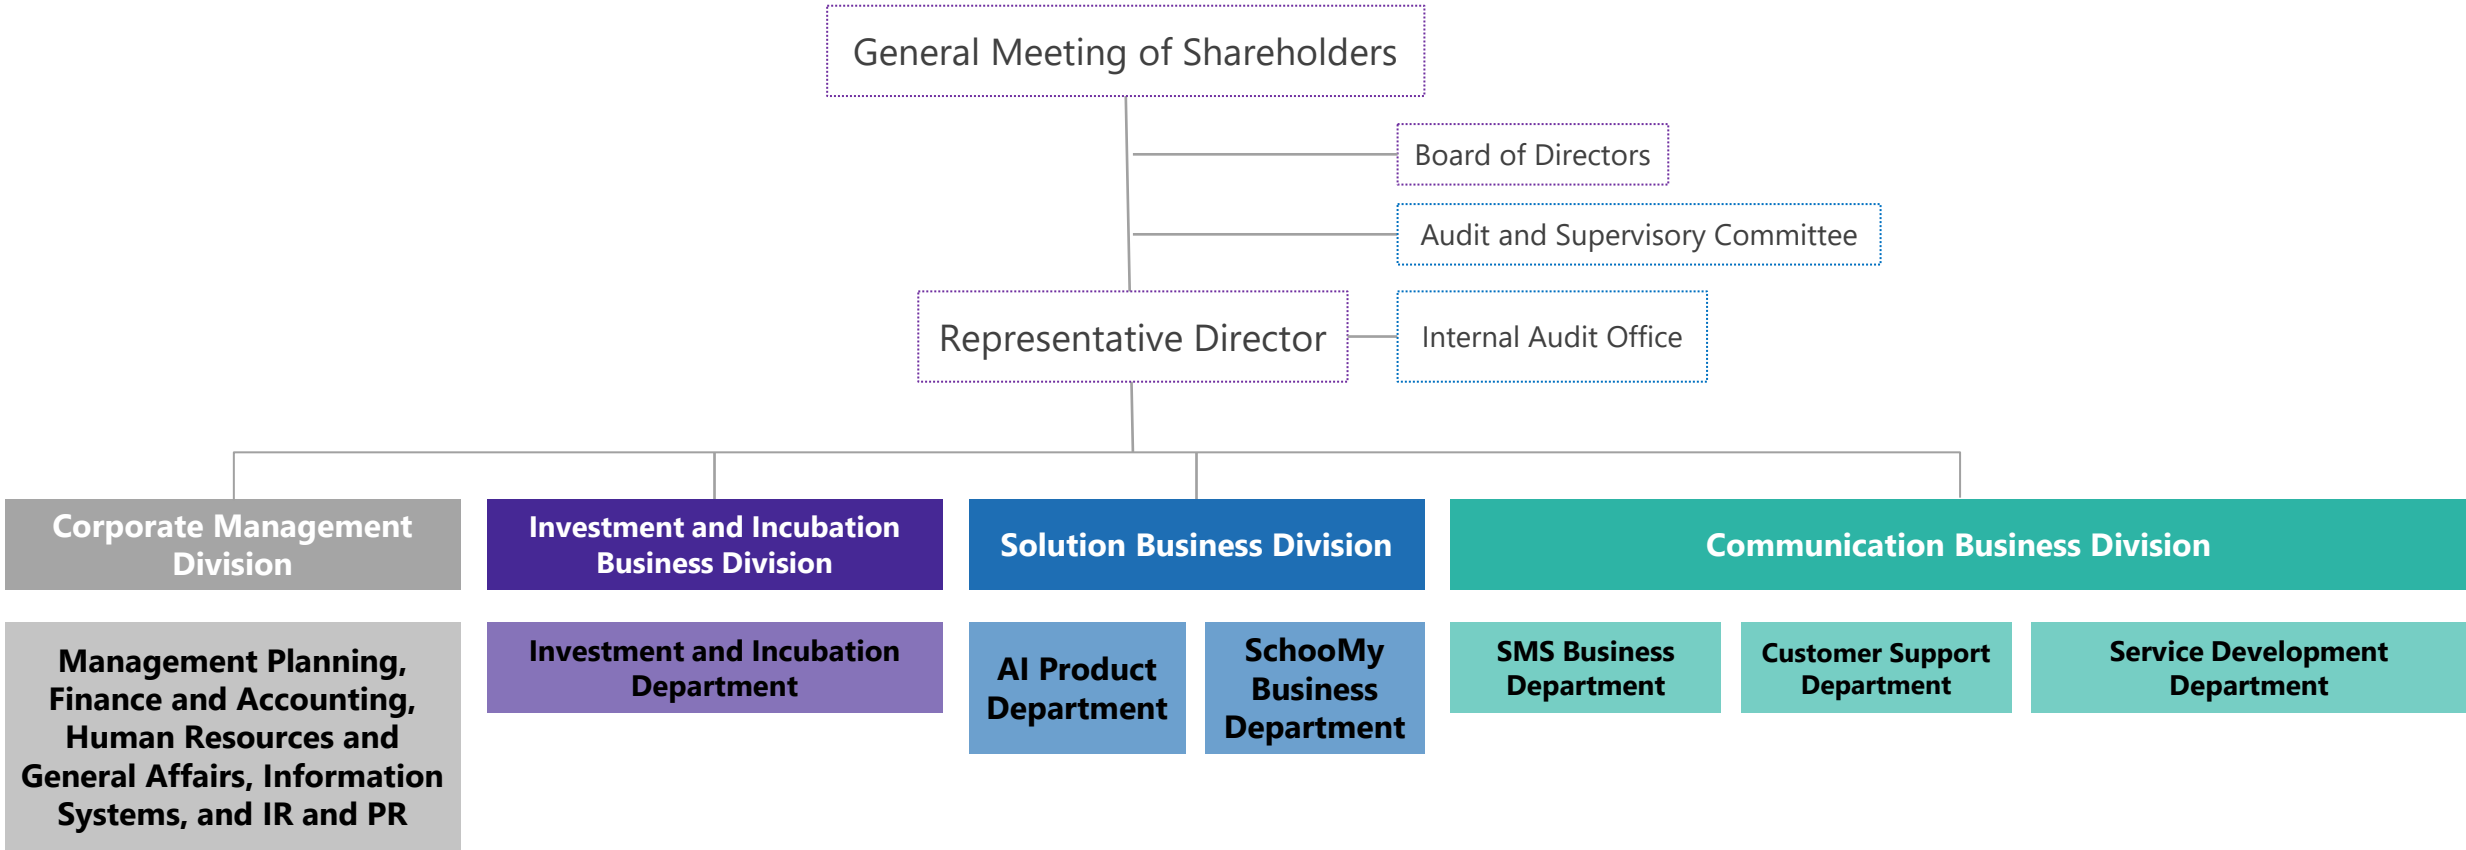 General Meeting of Shareholders
Board of Directors
Audit and Supervisory Committee
Representative Director
Internal Audit Office
Corporate Management
Division
Investment and Incubation
Business Division
Solution Business Division
Communication Business Division
Management Planning,
Finance and Accounting,
Human Resources and
General Affairs, Information
Systems, and IR and PR
Investment and Incubation
Department
AI Product
Department
SchooMy
Business
Department
SMS Business
Department
Customer Support
Department
Service Development
Department